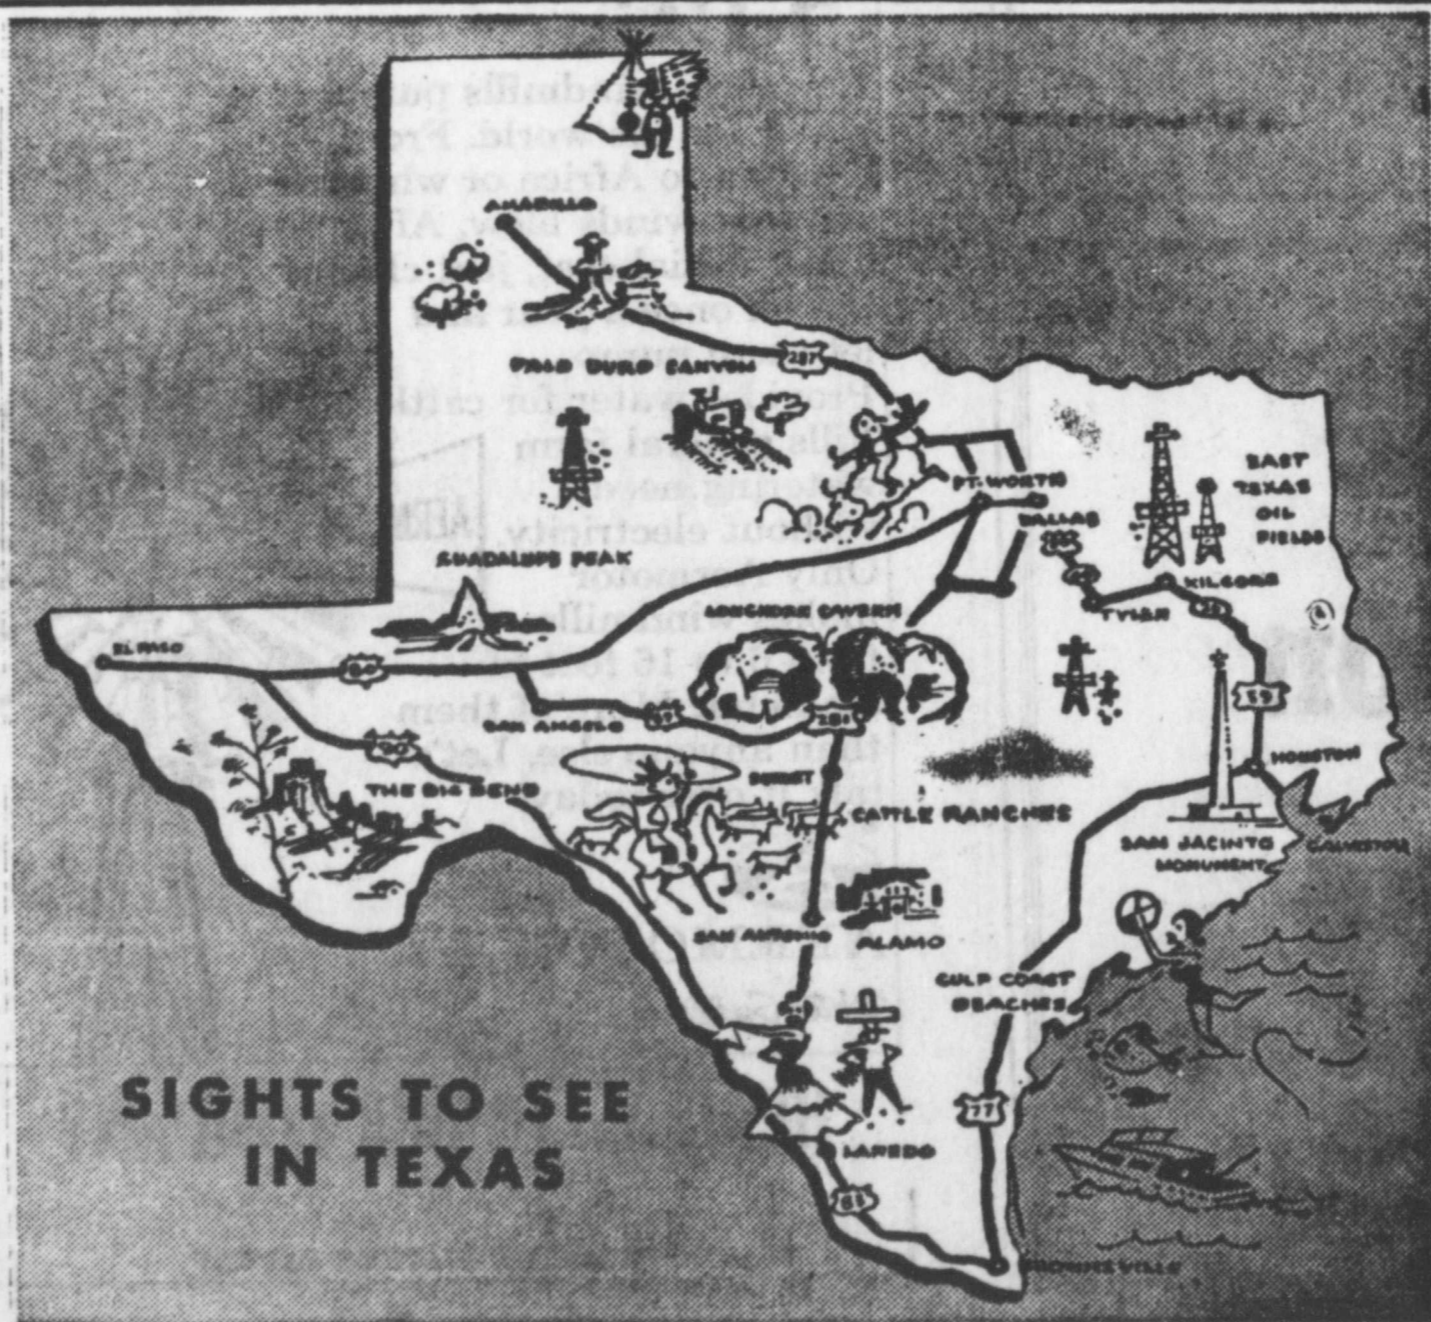 AMARILLO
PALO DURO CANYON
287
FT. WORTH
DALLAS
EAST
TEXAS
OIL
FIELDS
GUADALUPE PEAK
KILGORE
TYLER
LONGHORN CAVERN
EL PASO
80
SAN ANGELO
281
59
HOUSTON
90
THE BIG BEND
BURNET
CATTLE RANCHES
SAN JACINTO
MONUMENT
GALVESTON
SAN ANTONIO
ALAMO
GULF COAST
BEACHES
77
LAREDO
83
BROWNSVILLE
SIGHTS TO SEE
IN TEXAS